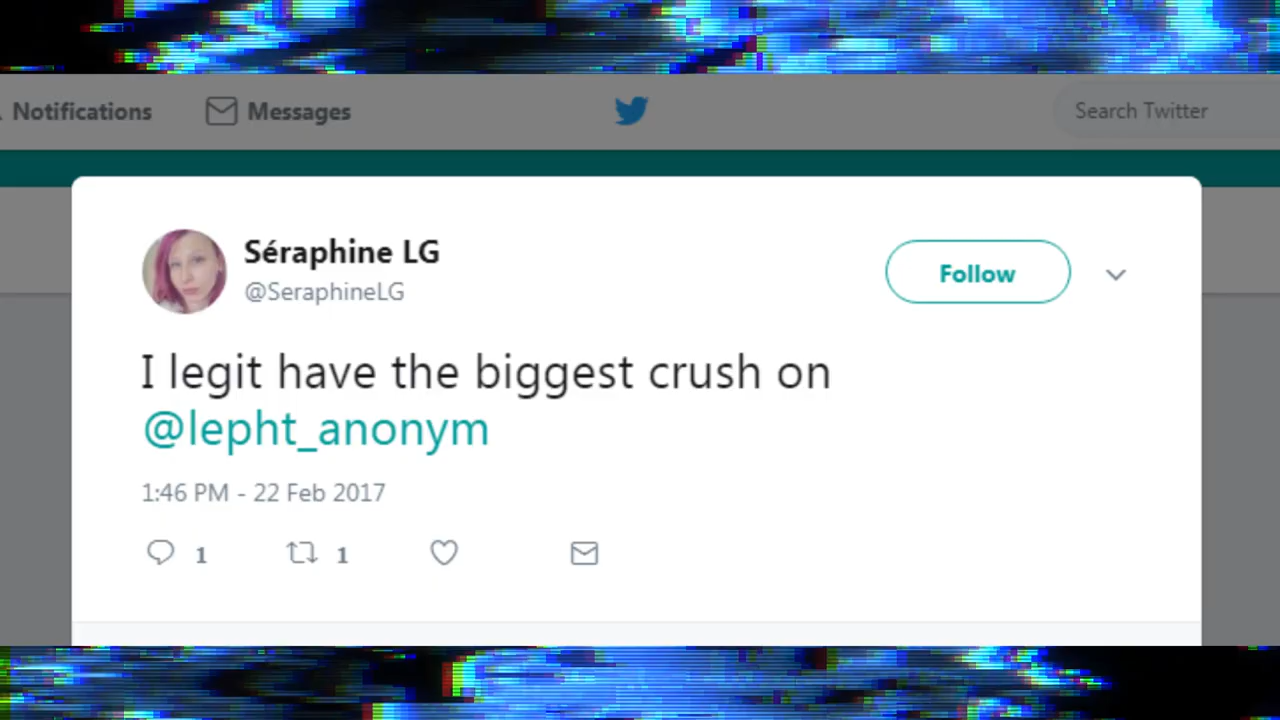 Notifications
Messages
Search Twitter
Séraphine LG
@SeraphineLG
Follow
I legit have the biggest crush on
@lepht_anonym
1:46 PM - 22 Feb 2017
1
1